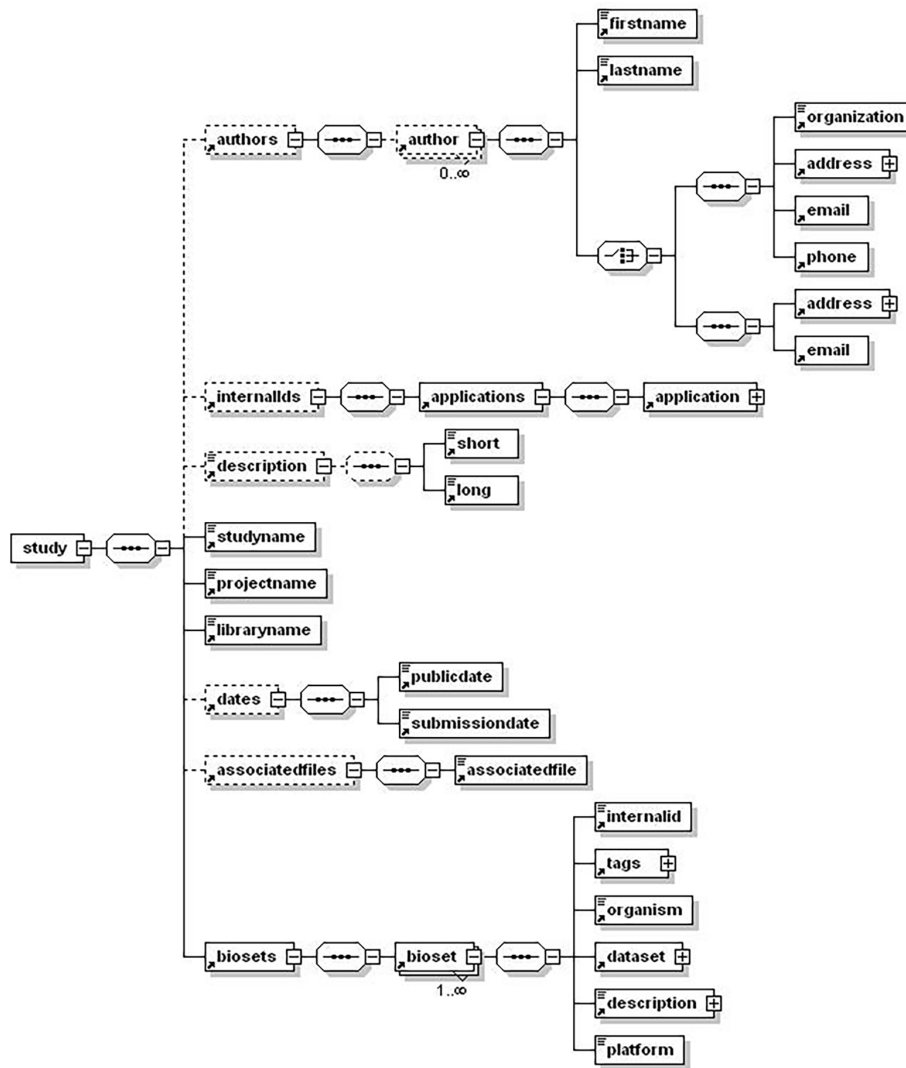 firstname
lastname
organization
authors
author
0..∞
address
email
phone
address
email
internalIds
applications
application
description
short
long
study
studyname
projectname
libraryname
dates
publicdate
submissiondate
associatedfiles
associatedfile
internalid
tags
organism
biosets
bioset
1..∞
dataset
description
platform